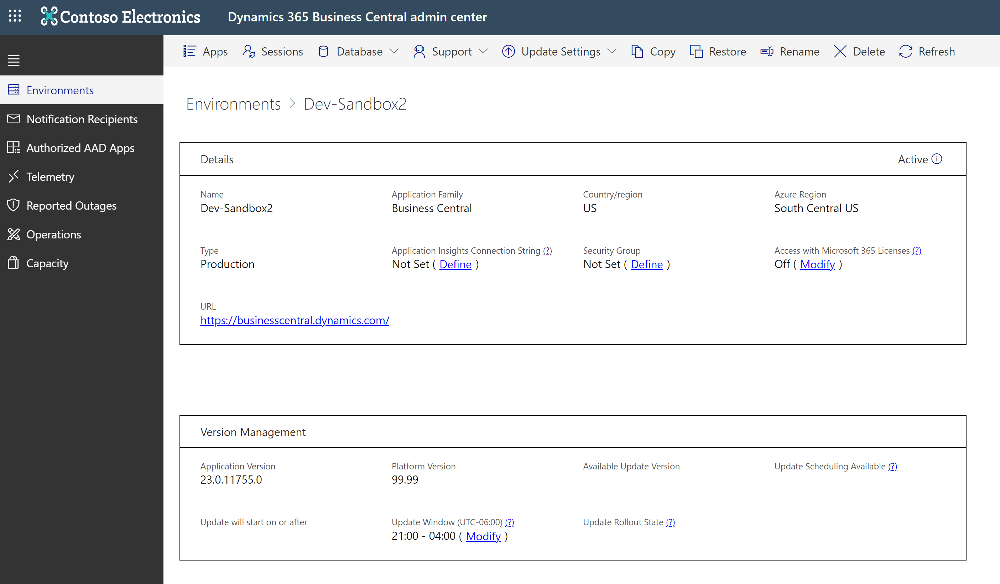 Contoso Electronics Dynamics 365 Business Central admin center
Apps Sessions Database Support Update Settings Copy Restore Rename Delete Refresh
Environments
Notification Recipients
Authorized AAD Apps
Telemetry
Reported Outages
Operations
Capacity
Environments > Dev-Sandbox2
Details Active
Name Application Family Country/region Azure Region
Dev-Sandbox2 Business Central US South Central US
Type Application Insights Connection String (?) Security Group Access with Microsoft 365 Licenses (?)
Production Not Set ( Define ) Not Set ( Define ) Off ( Modify )
URL
https://businesscentral.dynamics.com/
Version Management
Application Version Platform Version Available Update Version Update Scheduling Available (?)
23.0.11755.0 99.99
Update will start on or after Update Window (UTC-06:00) (?) Update Rollout State (?)
21:00 - 04:00 ( Modify )